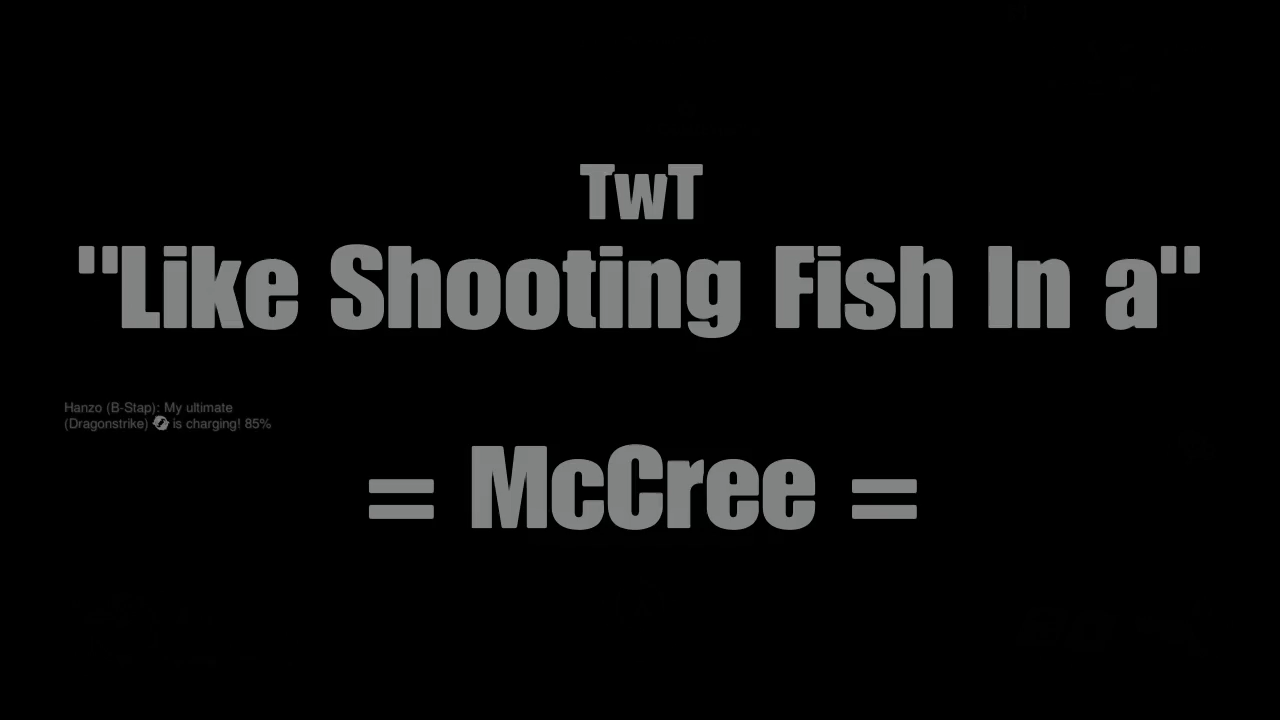 TwT
"Like Shooting Fish In a"
Hanzo (B-Stap): My ultimate
(Dragonstrike) is charging! 85%
= McCree =